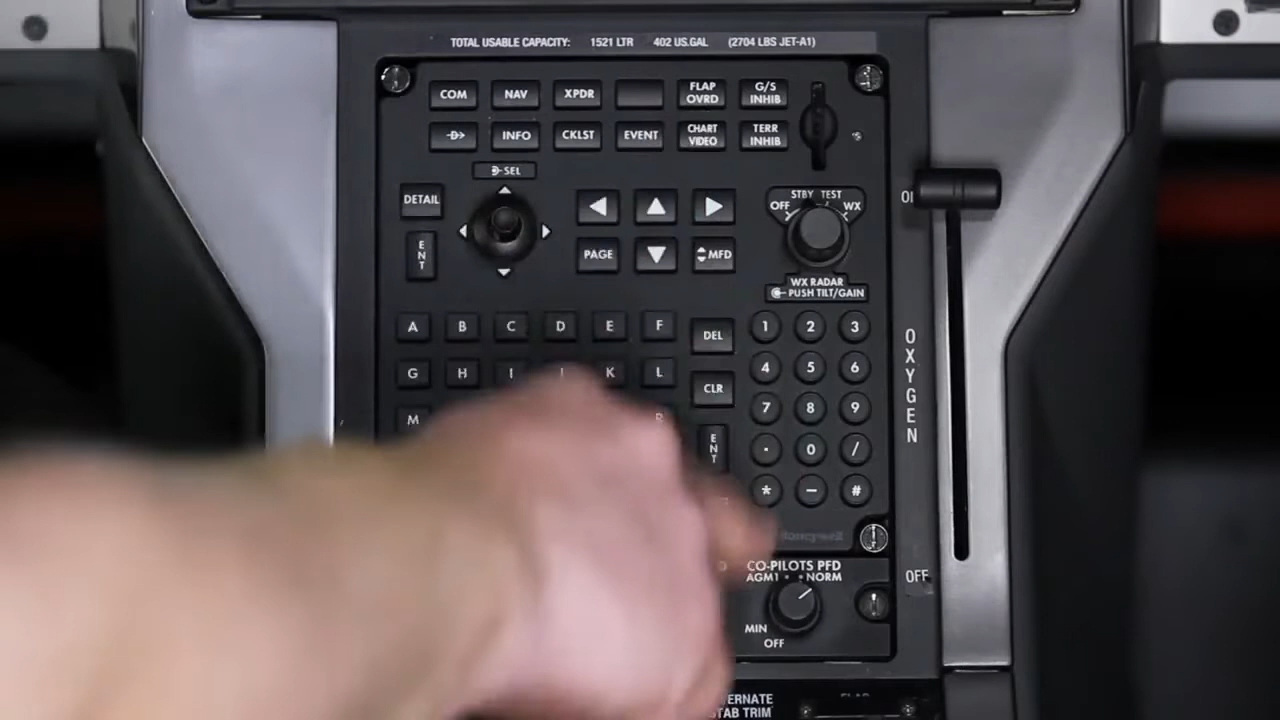 TOTAL USABLE CAPACITY: 1521 LTR 402 US.GAL (2704 LBS JET-A1)
COM NAV XPDR FLAP OVRD G/S INHIB
D INFO CKLST EVENT CHART VIDEO TERR INHIB
SEL
DETAIL
ENT
PAGE MFD
STBY TEST
OFF WX
WX RADAR
PUSH TILT/GAIN
A B C D E F DEL 1 2 3
G H I J K L CLR 4 5 6
M R ENT 7 8 9
. 0 /
* - #
Honeywell
OXYGEN
OFF
CO-PILOTS PFD
AGM1 NORM
MIN
OFF
STAB TRIM